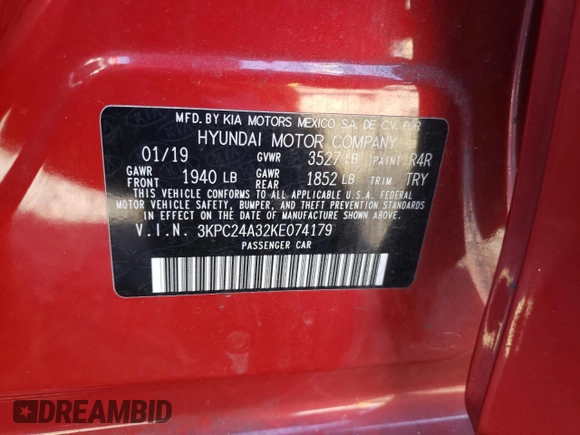 MFD. BY KIA MOTORS MEXICO, S.A. DE C.V. FOR
HYUNDAI MOTOR COMPANY
01/19 GVWR 3527 LB PAINT R4R
GAWR FRONT 1940 LB GAWR REAR 1852 LB TRIM TRY
THIS VEHICLE CONFORMS TO ALL APPLICABLE U.S.A. FEDERAL
MOTOR VEHICLE SAFETY, BUMPER, AND THEFT PREVENTION STANDARDS
IN EFFECT ON THE DATE OF MANUFACTURE SHOWN ABOVE.
V.I.N. 3KPC24A32KE074179
PASSENGER CAR
DREAMBID